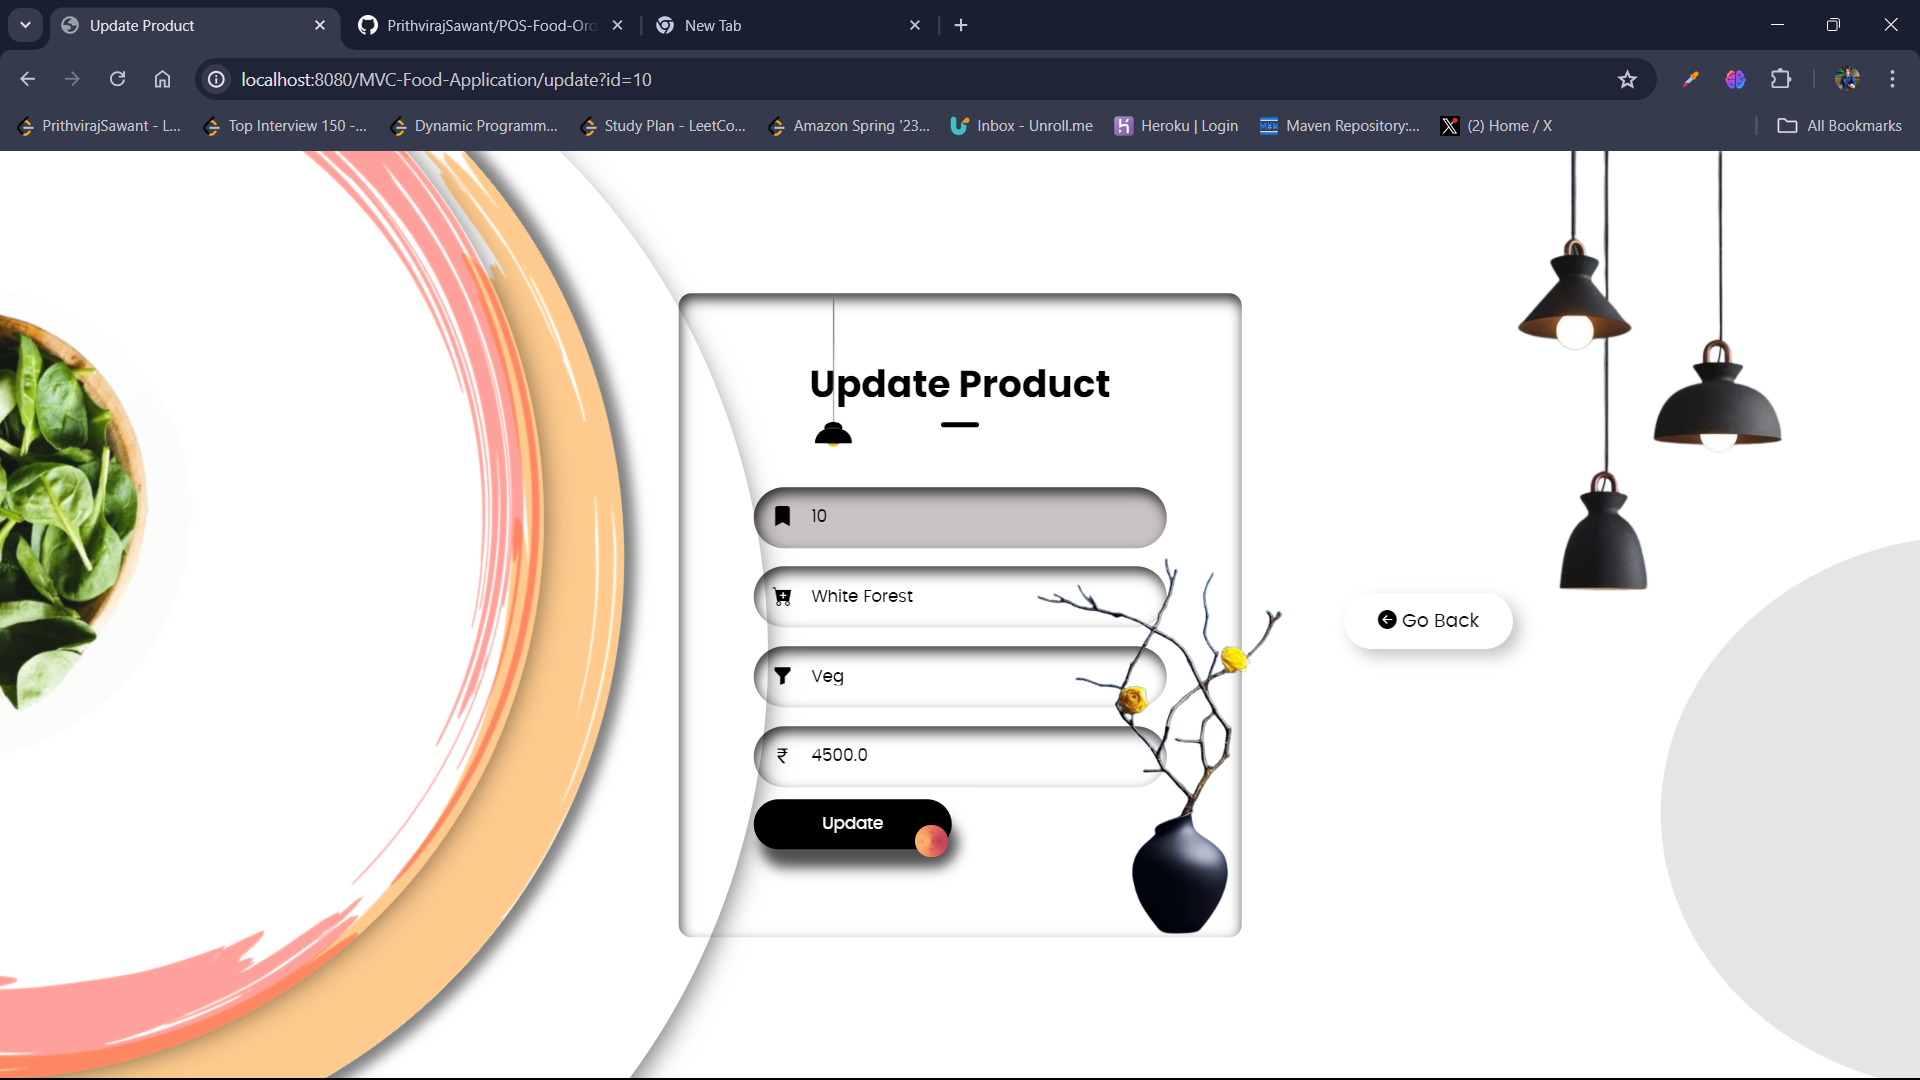 Update Product
PrithvirajSawant/POS-Food-Ord
New Tab
localhost:8080/MVC-Food-Application/update?id=10
PrithvirajSawant - L...
Top Interview 150 -...
Dynamic Programm...
Study Plan - LeetCo...
Amazon Spring '23...
Inbox - Unroll.me
Heroku | Login
Maven Repository:...
(2) Home / X
All Bookmarks
Update Product
10
White Forest
Veg
₹ 4500.0
Update
Go Back